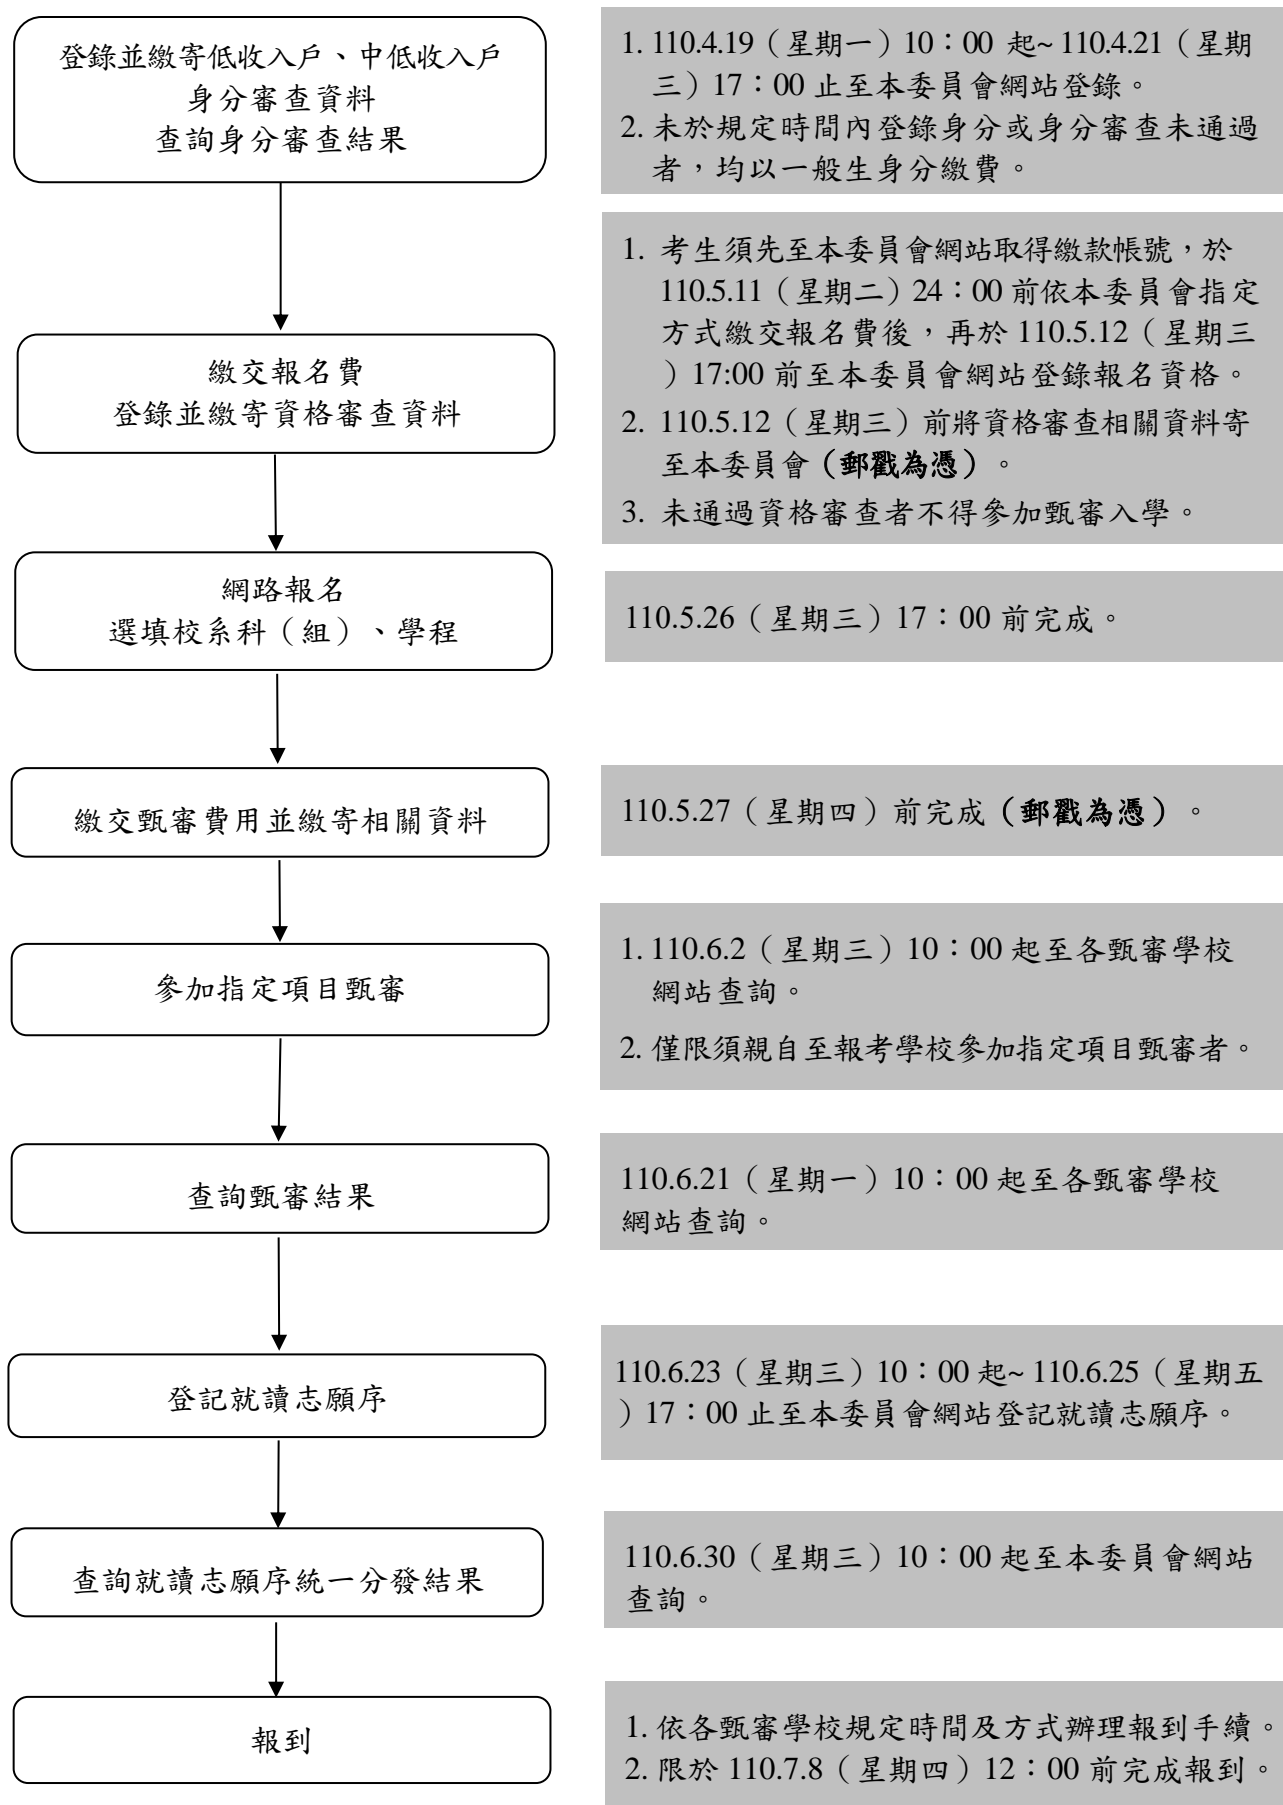 登錄並繳寄低收入戶、中低收入戶
身分審查資料
查詢身分審查結果
1. 110.4.19（星期一）10：00 起~ 110.4.21（星期
三）17：00 止至本委員會網站登錄。
2. 未於規定時間內登錄身分或身分審查未通過
者，均以一般生身分繳費。
繳交報名費
登錄並繳寄資格審查資料
1. 考生須先至本委員會網站取得繳款帳號，於
110.5.11（星期二）24：00 前依本委員會指定
方式繳交報名費後，再於 110.5.12（星期三
）17:00 前至本委員會網站登錄報名資格。
2. 110.5.12（星期三）前將資格審查相關資料寄
至本委員會（郵戳為憑）。
3. 未通過資格審查者不得參加甄審入學。
網路報名
選填校系科（組）、學程
110.5.26（星期三）17：00 前完成。
繳交甄審費用並繳寄相關資料
110.5.27（星期四）前完成（郵戳為憑）。
參加指定項目甄審
1. 110.6.2（星期三）10：00 起至各甄審學校
網站查詢。
2. 僅限須親自至報考學校參加指定項目甄審者。
查詢甄審結果
110.6.21（星期一）10：00 起至各甄審學校
網站查詢。
登記就讀志願序
110.6.23（星期三）10：00 起~ 110.6.25（星期五
）17：00 止至本委員會網站登記就讀志願序。
查詢就讀志願序統一分發結果
110.6.30（星期三）10：00 起至本委員會網站
查詢。
報到
1. 依各甄審學校規定時間及方式辦理報到手續。
2. 限於 110.7.8（星期四）12：00 前完成報到。